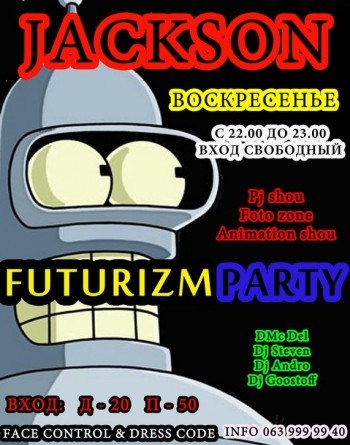 JACKSON
ВОСКРЕСЕНЬЕ
С 22.00 ДО 23.00
ВХОД СВОБОДНЫЙ
Pj shou
Foto zone
Animation shou
FUTURIZM PARTY
DMc Del
Dj Steven
Dj Andro
Dj Goostoff
ВХОД: Д - 20 П - 50
FACE CONTROL & DRESS CODE INFO 063 999 99 40